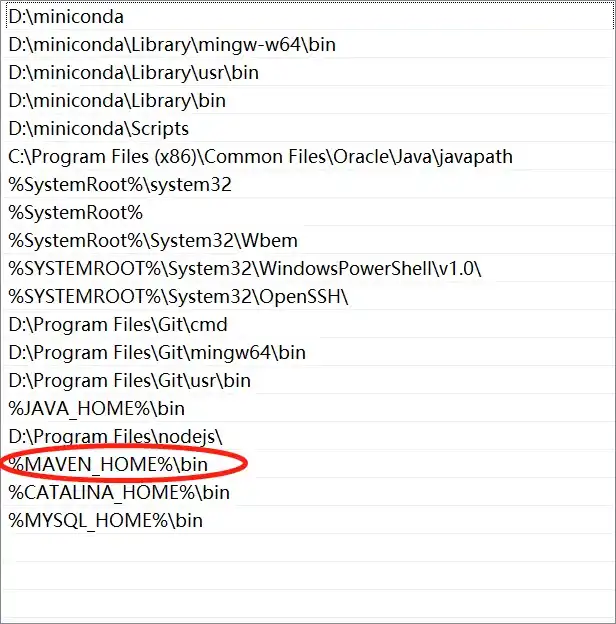 D:\miniconda
D:\miniconda\Library\mingw-w64\bin
D:\miniconda\Library\usr\bin
D:\miniconda\Library\bin
D:\miniconda\Scripts
C:\Program Files (x86)\Common Files\Oracle\Java\javapath
%SystemRoot%\system32
%SystemRoot%
%SystemRoot%\System32\Wbem
%SYSTEMROOT%\System32\WindowsPowerShell\v1.0\
%SYSTEMROOT%\System32\OpenSSH\
D:\Program Files\Git\cmd
D:\Program Files\Git\mingw64\bin
D:\Program Files\Git\usr\bin
%JAVA_HOME%\bin
D:\Program Files\nodejs\
%MAVEN_HOME%\bin
%CATALINA_HOME%\bin
%MYSQL_HOME%\bin